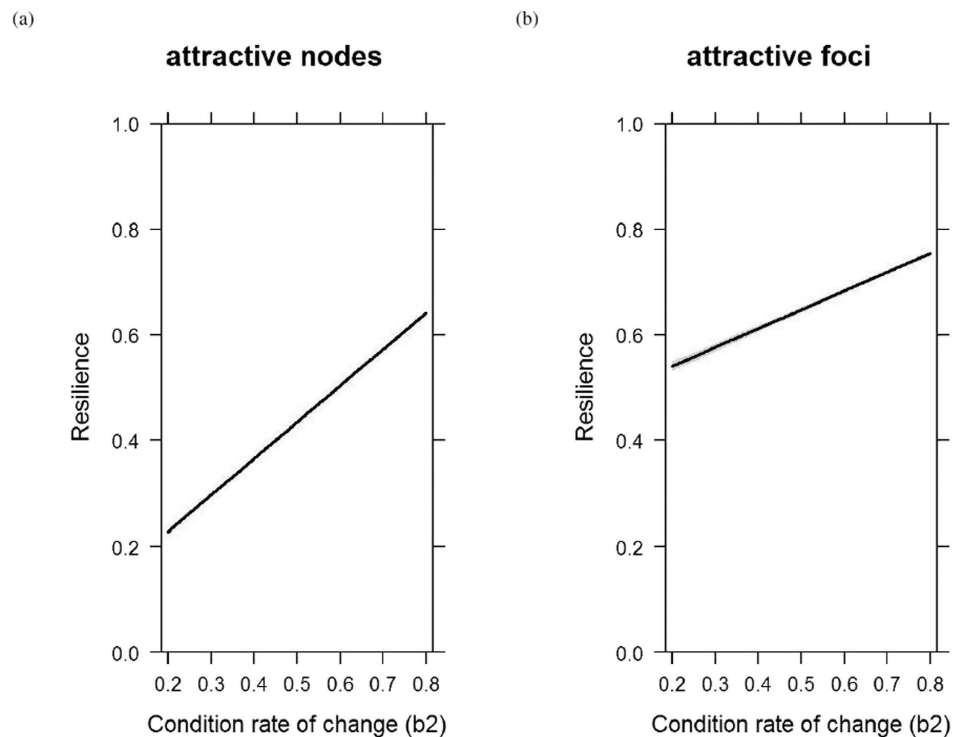 (a)
attractive nodes
1.0
0.8
0.6
0.4
0.2
0.0
Resilience
0.2 0.3 0.4 0.5 0.6 0.7 0.8
Condition rate of change (b2)
(b)
attractive foci
1.0
0.8
0.6
0.4
0.2
0.0
Resilience
0.2 0.3 0.4 0.5 0.6 0.7 0.8
Condition rate of change (b2)